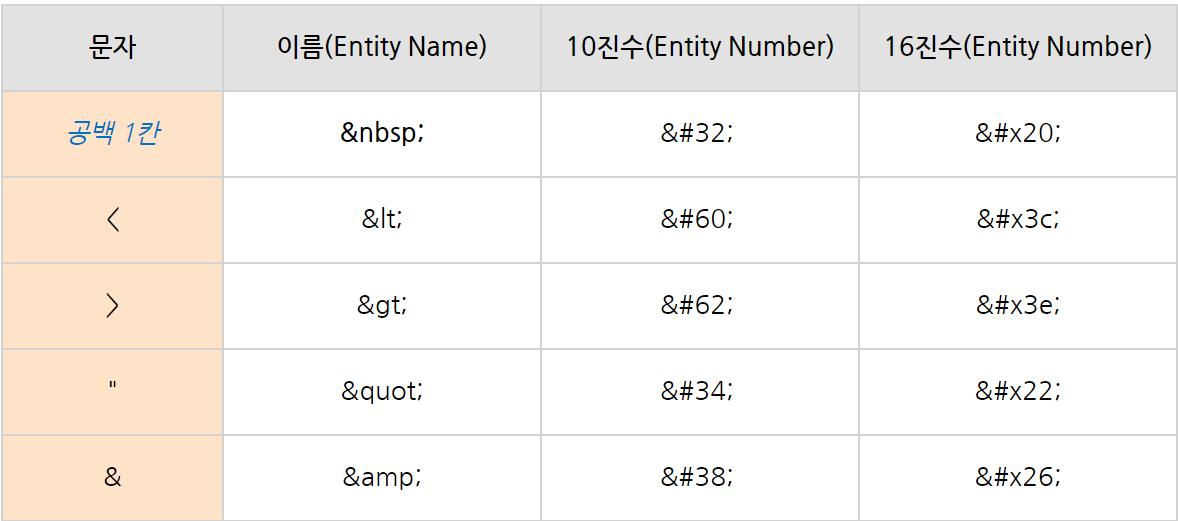 문자 이름(Entity Name) 10진수(Entity Number) 16진수(Entity Number)
공백 1칸 &nbsp; &#32; &#x20;
< &lt; &#60; &#x3c;
> &gt; &#62; &#x3e;
" &quot; &#34; &#x22;
& &amp; &#38; &#x26;